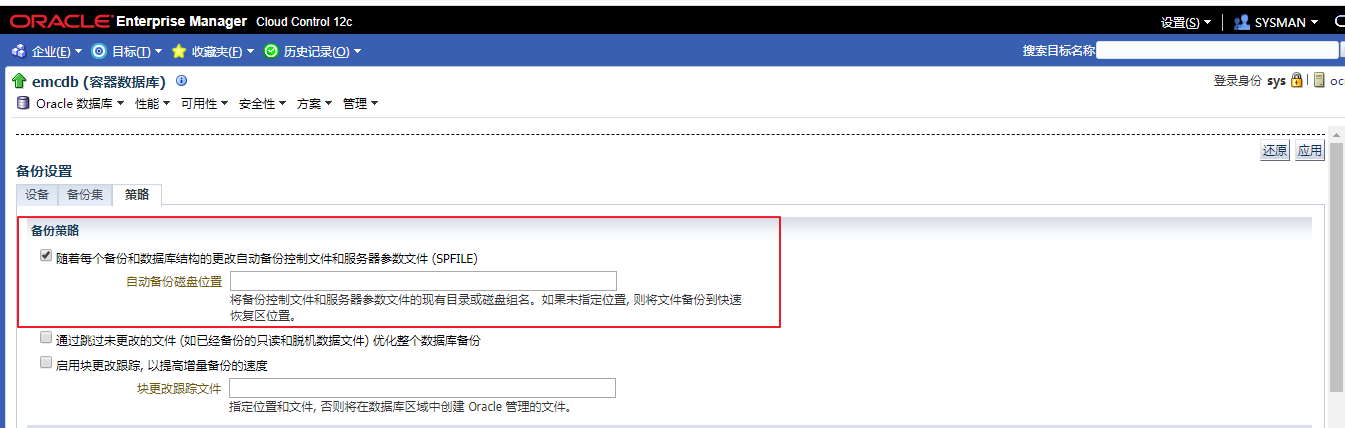 ORACLE Enterprise Manager Cloud Control 12c
设置(S) SYSMAN
企业(E) 目标(T) 收藏夹(F) 历史记录(O) 搜索目标名称
emcdb (容器数据库)
登录身份 sys
Oracle 数据库 性能 可用性 安全性 方案 管理
还原 应用
备份设置
设备 备份集 策略
备份策略
随着每个备份和数据库结构的更改自动备份控制文件和服务器参数文件 (SPFILE)
自动备份磁盘位置
将备份控制文件和服务器参数文件的现有目录或磁盘组名。如果未指定位置, 则将文件备份到快速
恢复区位置。
通过跳过未更改的文件 (如已经备份的只读和脱机数据文件) 优化整个数据库备份
启用块更改跟踪, 以提高增量备份的速度
块更改跟踪文件
指定位置和文件, 否则将在数据库区域中创建 Oracle 管理的文件。